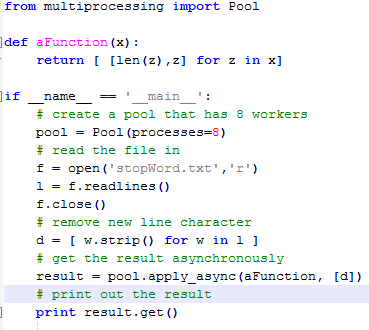 from multiprocessing import Pool
def aFunction(x):
    return [ [len(z),z] for z in x]
if __name__ == '__main__':
    # create a pool that has 8 workers
    pool = Pool(processes=8)
    # read the file in
    f = open('stopWord.txt','r')
    l = f.readlines()
    f.close()
    # remove new line character
    d = [ w.strip() for w in l ]
    # get the result asynchronously
    result = pool.apply_async(aFunction, [d])
    # print out the result
    print result.get()